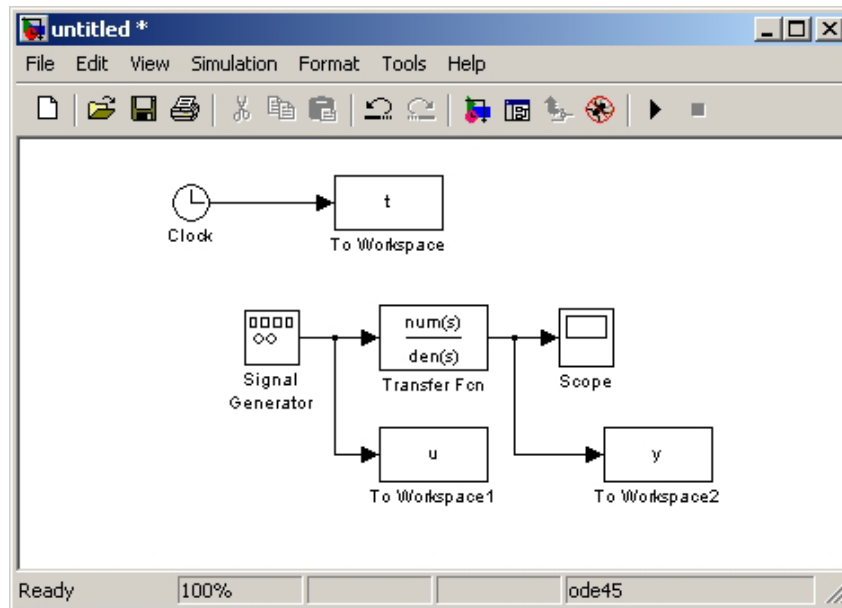 untitled *
File Edit View Simulation Format Tools Help
t
Clock
To Workspace
num(s)
den(s)
Signal
Generator
Transfer Fcn
Scope
u
y
To Workspace1
To Workspace2
Ready 100% ode45